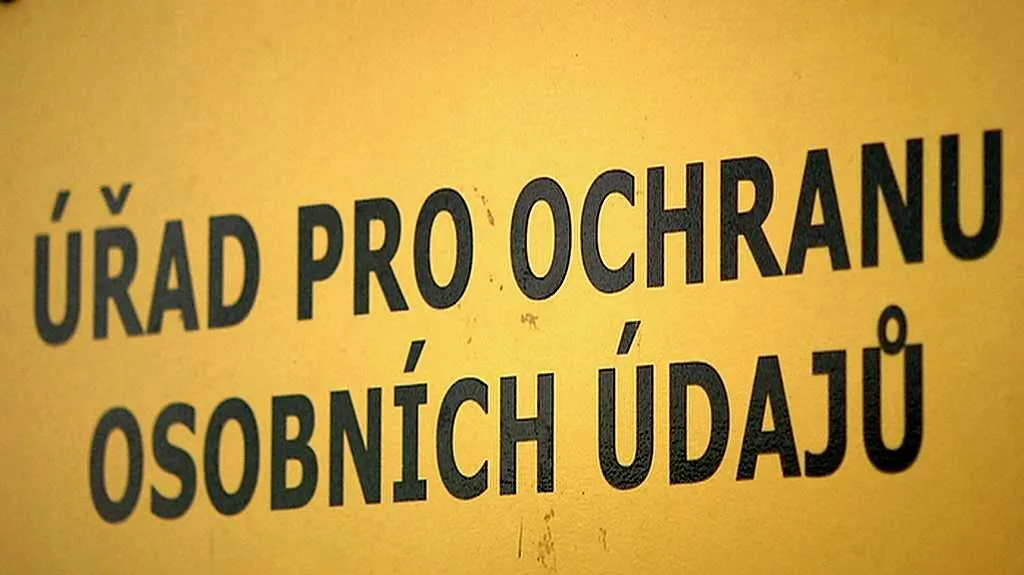 ÚŘAD PRO OCHRANU
OSOBNÍCH ÚDAJŮ